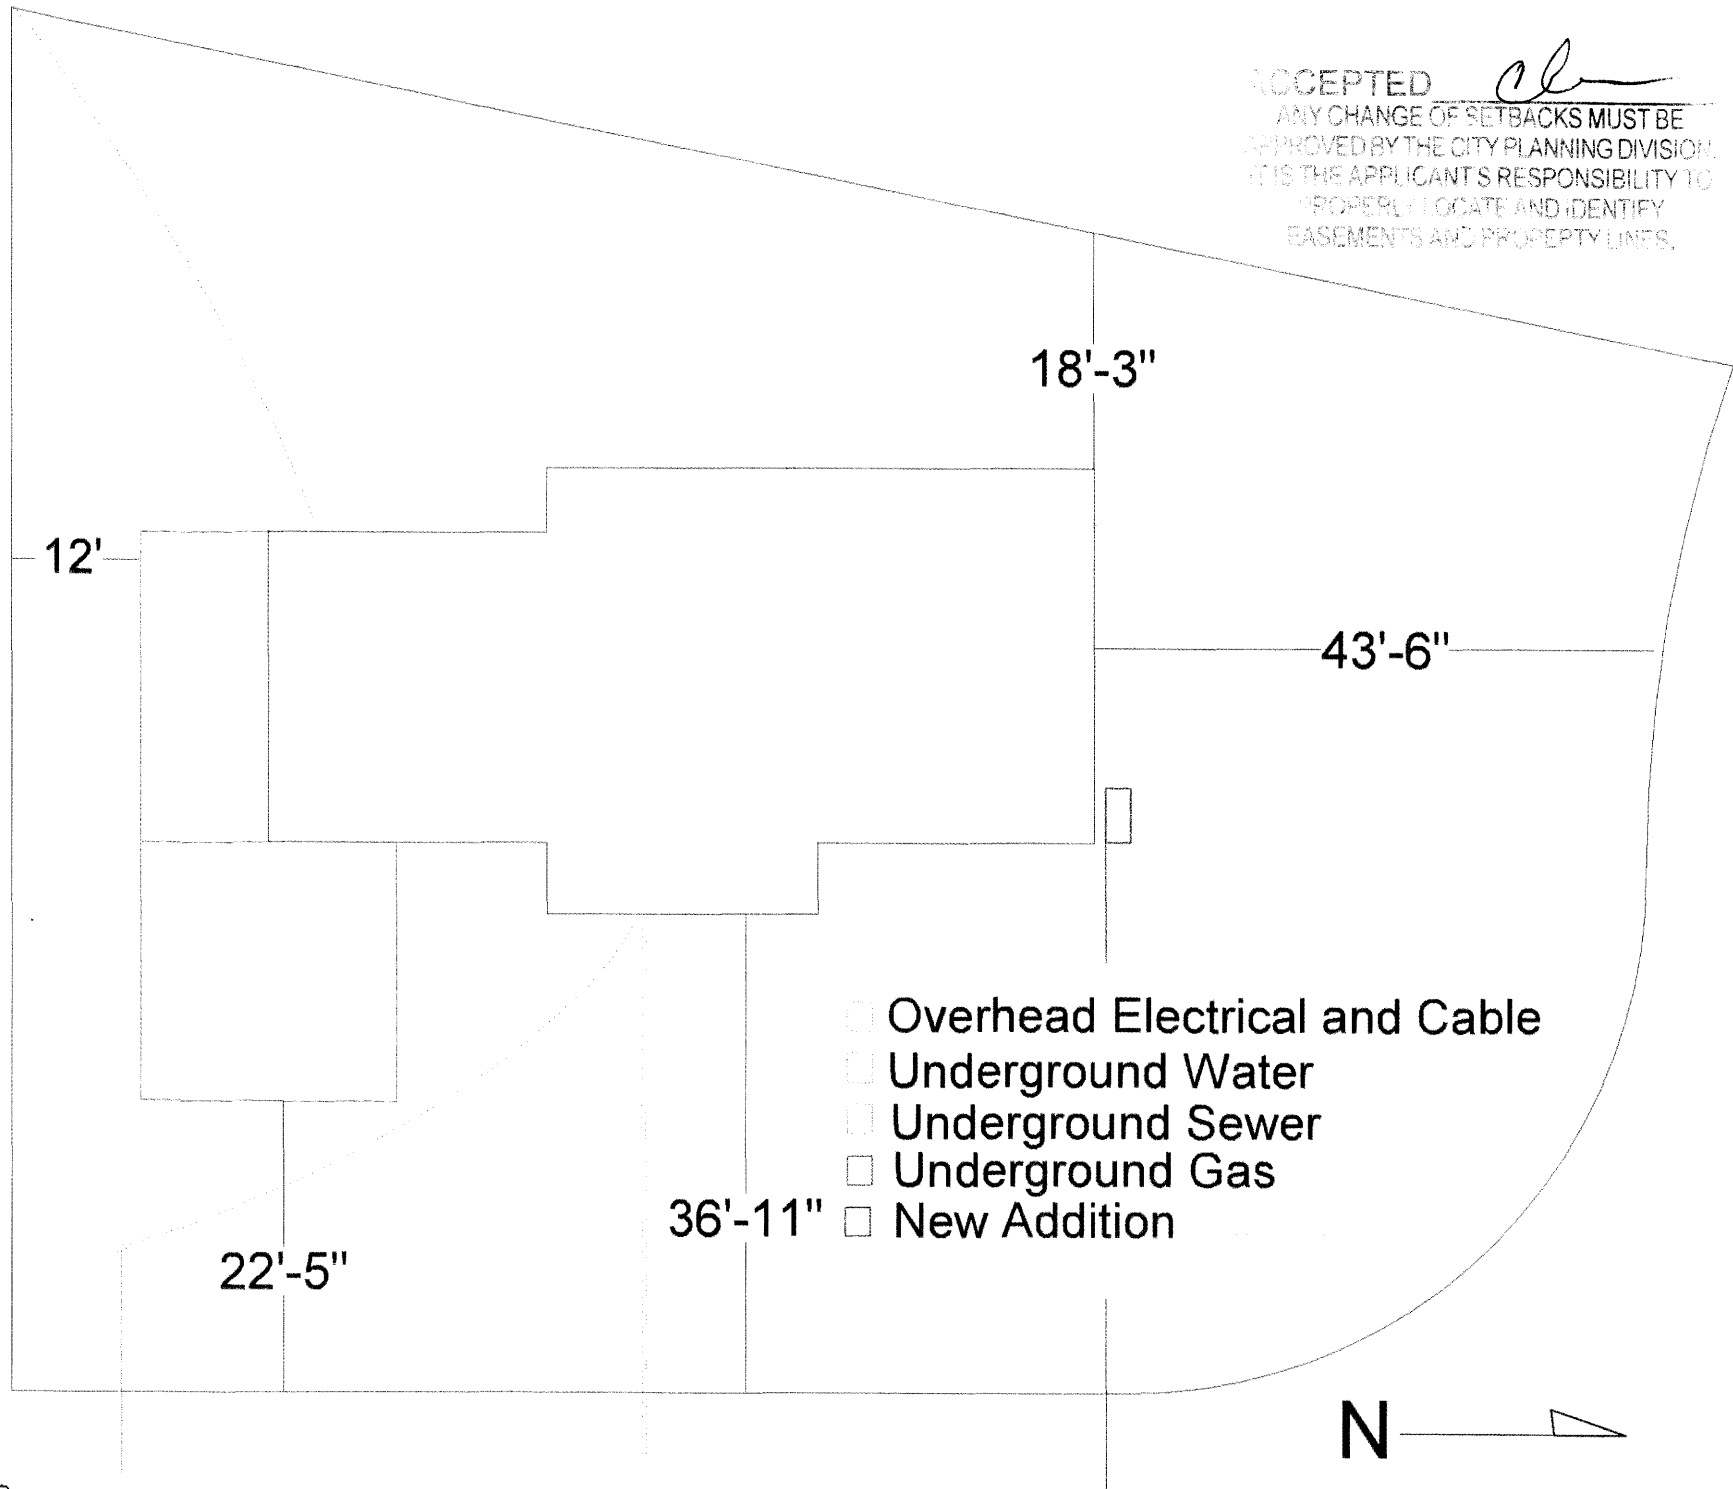 ACCEPTED
ANY CHANGE OF SETBACKS MUST BE
APPROVED BY THE CITY PLANNING DIVISION.
IT IS THE APPLICANT'S RESPONSIBILITY TO
PROPERLY LOCATE AND IDENTIFY
EASEMENTS AND PROPERTY LINES.
18'-3"
12'
43'-6"
Overhead Electrical and Cable
Underground Water
Underground Sewer
Underground Gas
36'-11"
New Addition
22'-5"
N